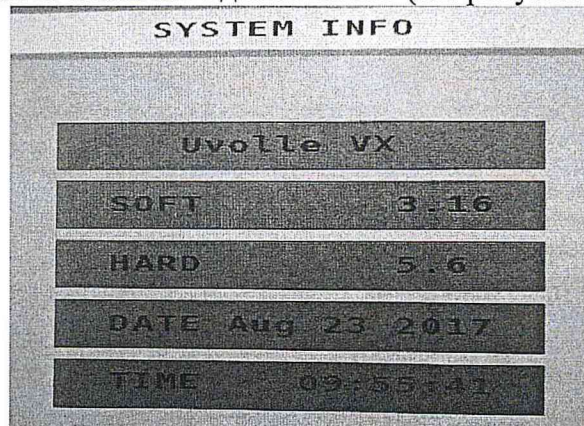 SYSTEM INFO
Uvolle VX
SOFT 3.16
HARD 5.6
DATE Aug 23 2017
TIME 09:55:41